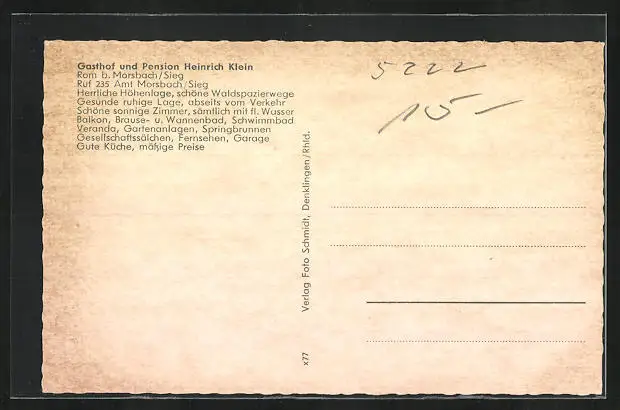 Gasthof und Pension Heinrich Klein
Rom b. Morsbach/Sieg
Ruf 235 Amt Morsbach/Sieg
Herrliche Höhenlage, schöne Waldspazierwege
Gesunde ruhige Lage, abseits vom Verkehr
Schöne sonnige Zimmer, sämtlich mit fl. Wasser
Balkon, Brause- u. Wannenbad, Schwimmbad
Veranda, Gartenanlagen, Springbrunnen
Gesellschaftssälchen, Fernsehen, Garage
Gute Küche, mäßige Preise
x77
Verlag Foto Schmidt, Denklingen/Rhld.
5222
15-